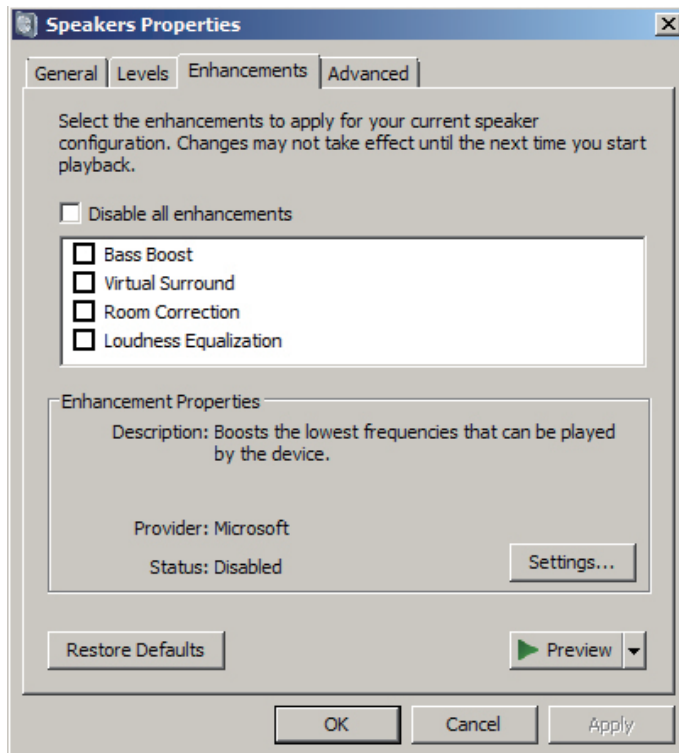 Speakers Properties
General Levels Enhancements Advanced
Select the enhancements to apply for your current speaker
configuration. Changes may not take effect until the next time you start
playback.
Disable all enhancements
Bass Boost
Virtual Surround
Room Correction
Loudness Equalization
Enhancement Properties
Description: Boosts the lowest frequencies that can be played
by the device.
Provider: Microsoft
Status: Disabled
Settings...
Restore Defaults
Preview
OK
Cancel
Apply